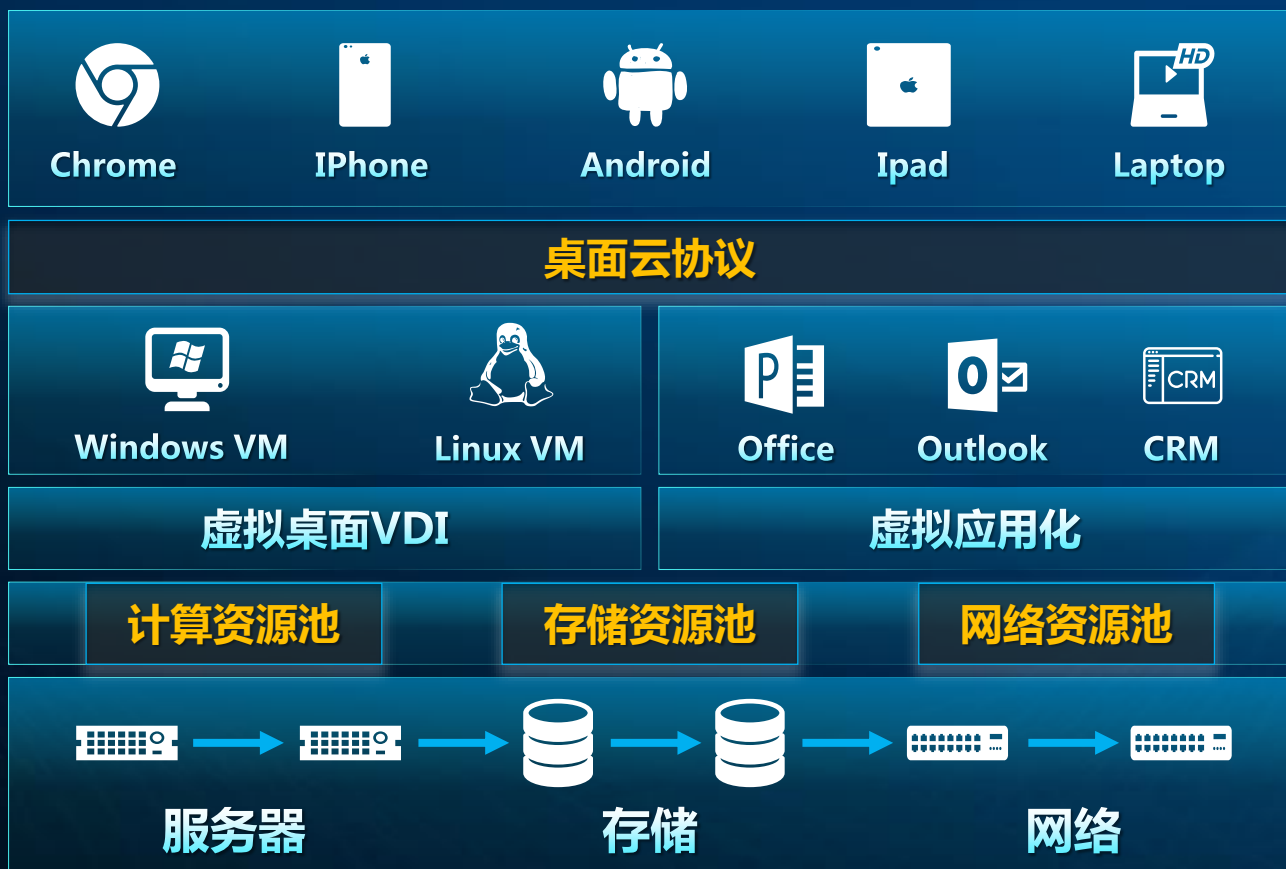 HD
Chrome IPhone Android Ipad Laptop
桌面云协议
P O CRM
Windows VM Linux VM Office Outlook CRM
虚拟桌面VDI 虚拟应用化
计算资源池 存储资源池 网络资源池
服务器 存储 网络